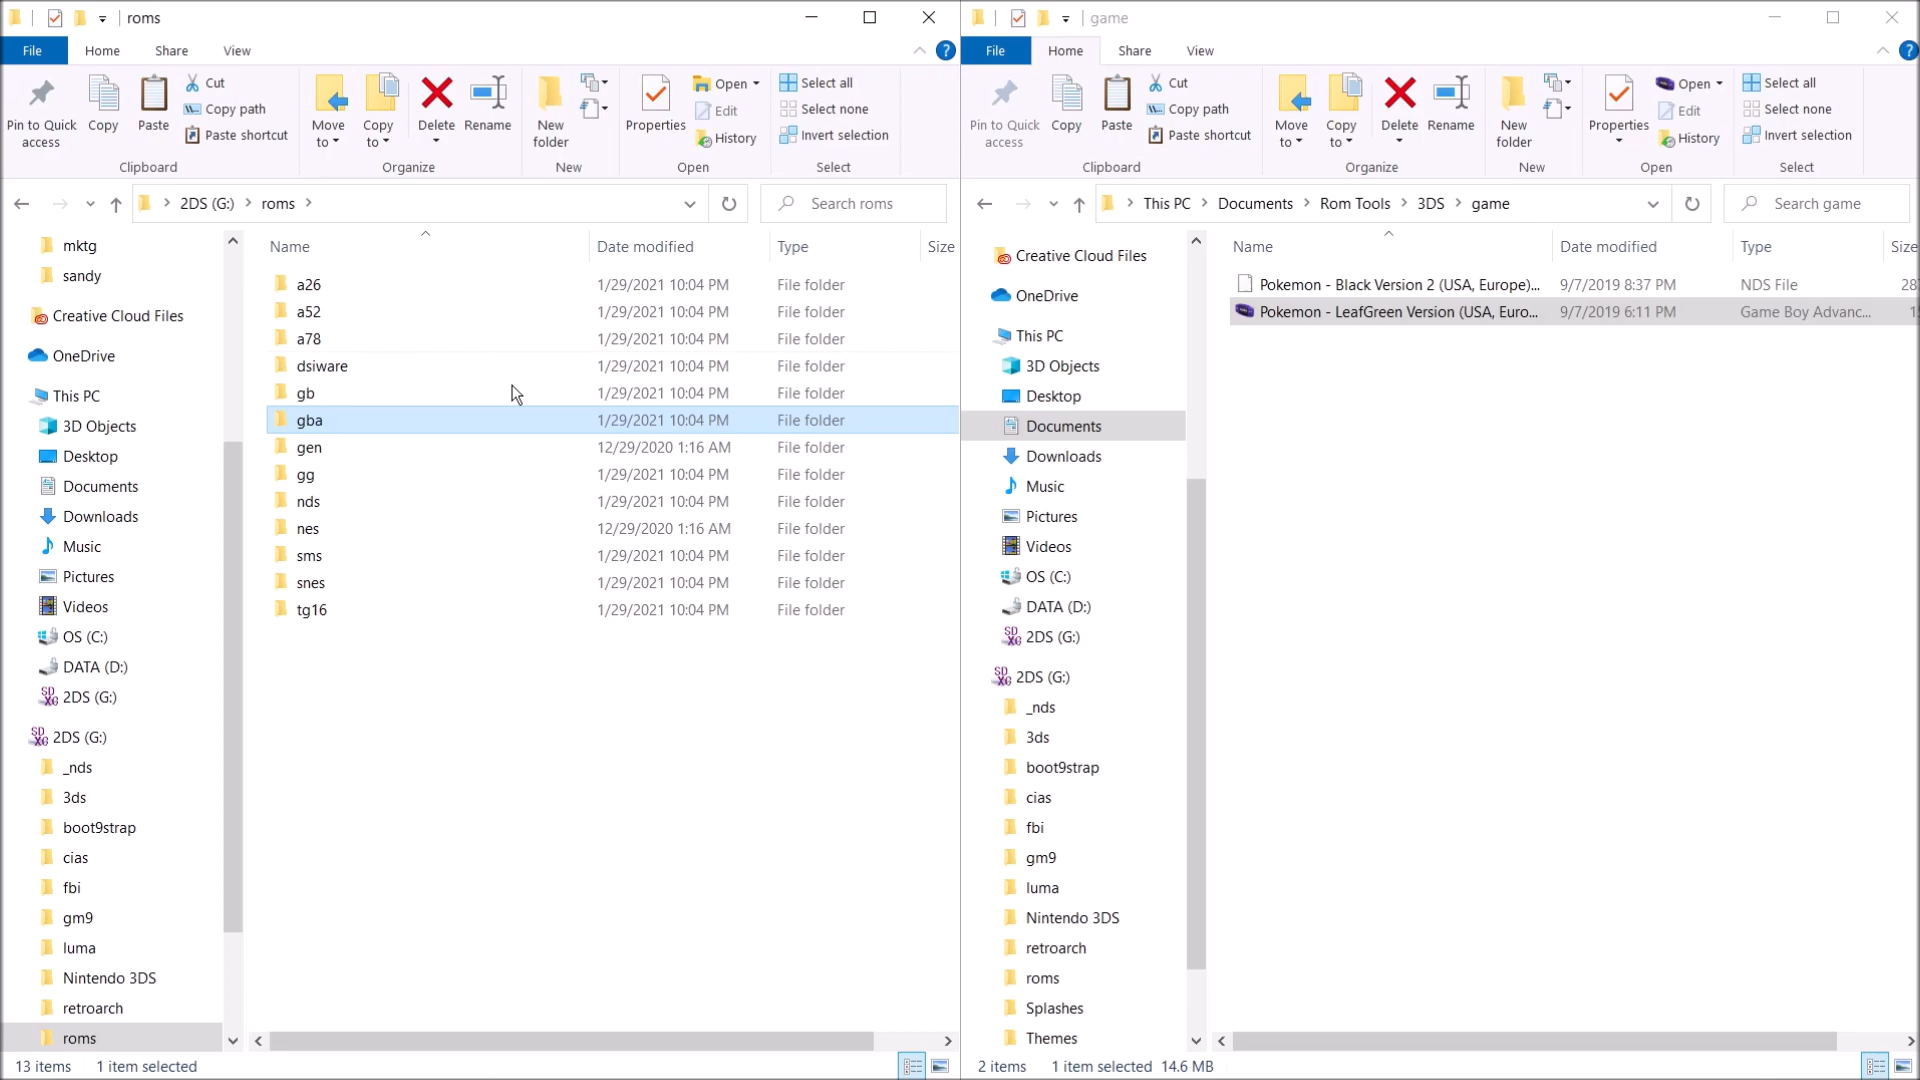 roms
File Home Share View
Pin to Quick access
Copy
Paste
Cut
Copy path
Paste shortcut
Clipboard
Move to
Copy to
Delete
Rename
Organize
New folder
New
Properties
Open
Edit
History
Open
Select all
Select none
Invert selection
Select
2DS (G:) roms
Search roms
mktg
sandy
Creative Cloud Files
OneDrive
This PC
3D Objects
Desktop
Documents
Downloads
Music
Pictures
Videos
OS (C:)
DATA (D:)
2DS (G:)
2DS (G:)
_nds
3ds
boot9strap
cias
fbi
gm9
luma
Nintendo 3DS
retroarch
roms
Name Date modified Type Size
a26 1/29/2021 10:04 PM File folder
a52 1/29/2021 10:04 PM File folder
a78 1/29/2021 10:04 PM File folder
dsiware 1/29/2021 10:04 PM File folder
gb 1/29/2021 10:04 PM File folder
gba 1/29/2021 10:04 PM File folder
gen 12/29/2020 1:16 AM File folder
gg 1/29/2021 10:04 PM File folder
nds 1/29/2021 10:04 PM File folder
nes 12/29/2020 1:16 AM File folder
sms 1/29/2021 10:04 PM File folder
snes 1/29/2021 10:04 PM File folder
tg16 1/29/2021 10:04 PM File folder
13 items 1 item selected
game
File Home Share View
Pin to Quick access
Copy
Paste
Cut
Copy path
Paste shortcut
Clipboard
Move to
Copy to
Delete
Rename
Organize
New folder
New
Properties
Open
Edit
History
Open
Select all
Select none
Invert selection
Select
This PC Documents Rom Tools 3DS game
Search game
Creative Cloud Files
OneDrive
This PC
3D Objects
Desktop
Documents
Downloads
Music
Pictures
Videos
OS (C:)
DATA (D:)
2DS (G:)
2DS (G:)
_nds
3ds
boot9strap
cias
fbi
gm9
luma
Nintendo 3DS
retroarch
roms
Splashes
Themes
Name Date modified Type Size
Pokemon - Black Version 2 (USA, Europe)... 9/7/2019 8:37 PM NDS File
Pokemon - LeafGreen Version (USA, Euro... 9/7/2019 6:11 PM Game Boy Advanc...
2 items 1 item selected 14.6 MB